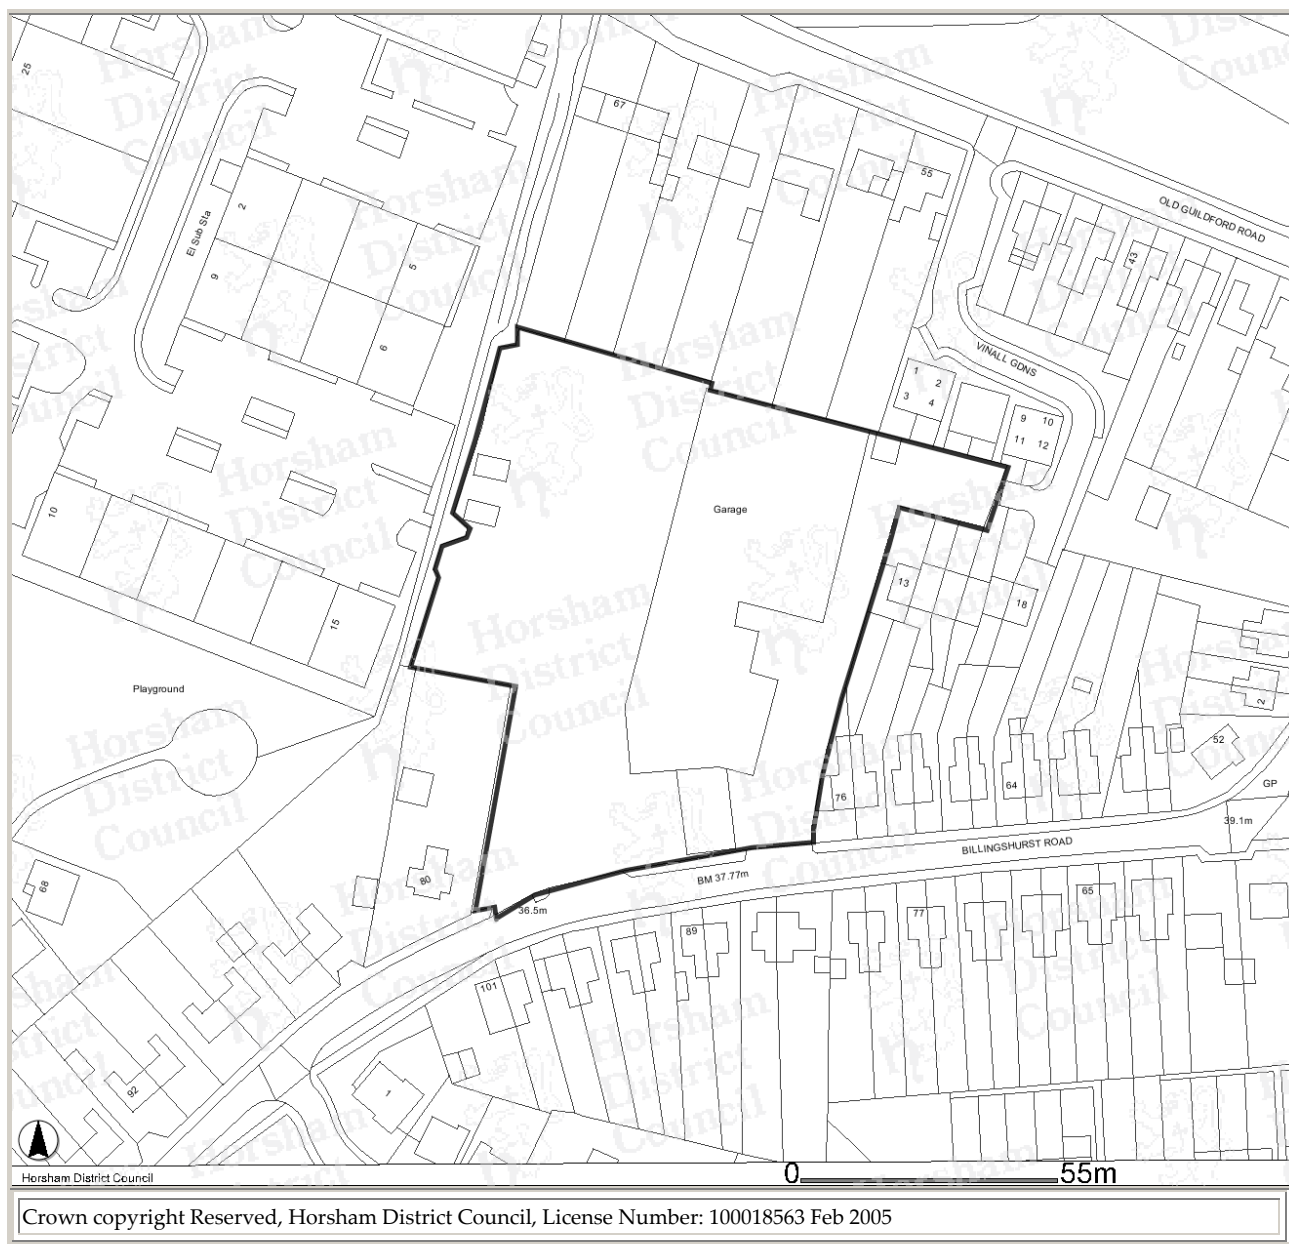 25
67
55
OLD GUILDFORD ROAD
El Sub Sta
2
5
9
6
43
VINALL GDNS
1
2
3
4
9
10
11
12
Garage
10
15
13
18
Playground
2
52
GP
76
64
39.1m
BILLINGSHURST ROAD
BM 37.77m
80
68
36.5m
65
77
89
101
92
1
Horsham District Council
0
55m
Crown copyright Reserved, Horsham District Council, License Number: 100018563 Feb 2005
Horsham
District
Council